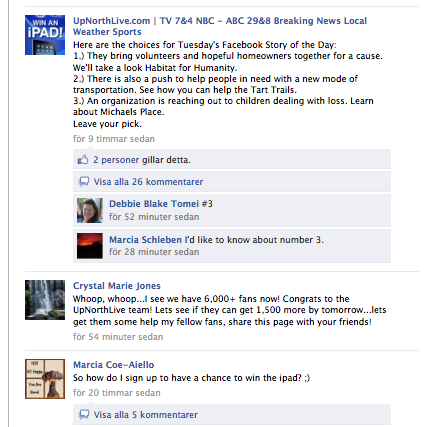 WIN AN
iPAD!
UpNorthLive.com | TV 7&4 NBC - ABC 29&8 Breaking News Local
Weather Sports
Here are the choices for Tuesday's Facebook Story of the Day:
1.) They bring volunteers and hopeful homeowners together for a cause.
We'll take a look Habitat for Humanity.
2.) There is also a push to help people in need with a new mode of
transportation. See how you can help the Tart Trails.
3.) An organization is reaching out to children dealing with loss. Learn
about Michaels Place.
Leave your pick.
för 9 timmar sedan
2 personer gillar detta.
Visa alla 26 kommentarer
Debbie Blake Tomei #3
för 52 minuter sedan
Marcia Schleben I'd like to know about number 3.
för 28 minuter sedan
Crystal Marie Jones
Whoop, whoop...I see we have 6,000+ fans now! Congrats to the
UpNorthLive team! Lets see if they can get 1,500 more by tomorrow...lets
get them some help my fellow fans, share this page with your friends!
för 54 minuter sedan
Marcia Coe-Aiello
So how do I sign up to have a chance to win the ipad? ;)
för 20 timmar sedan
Visa alla 5 kommentarer